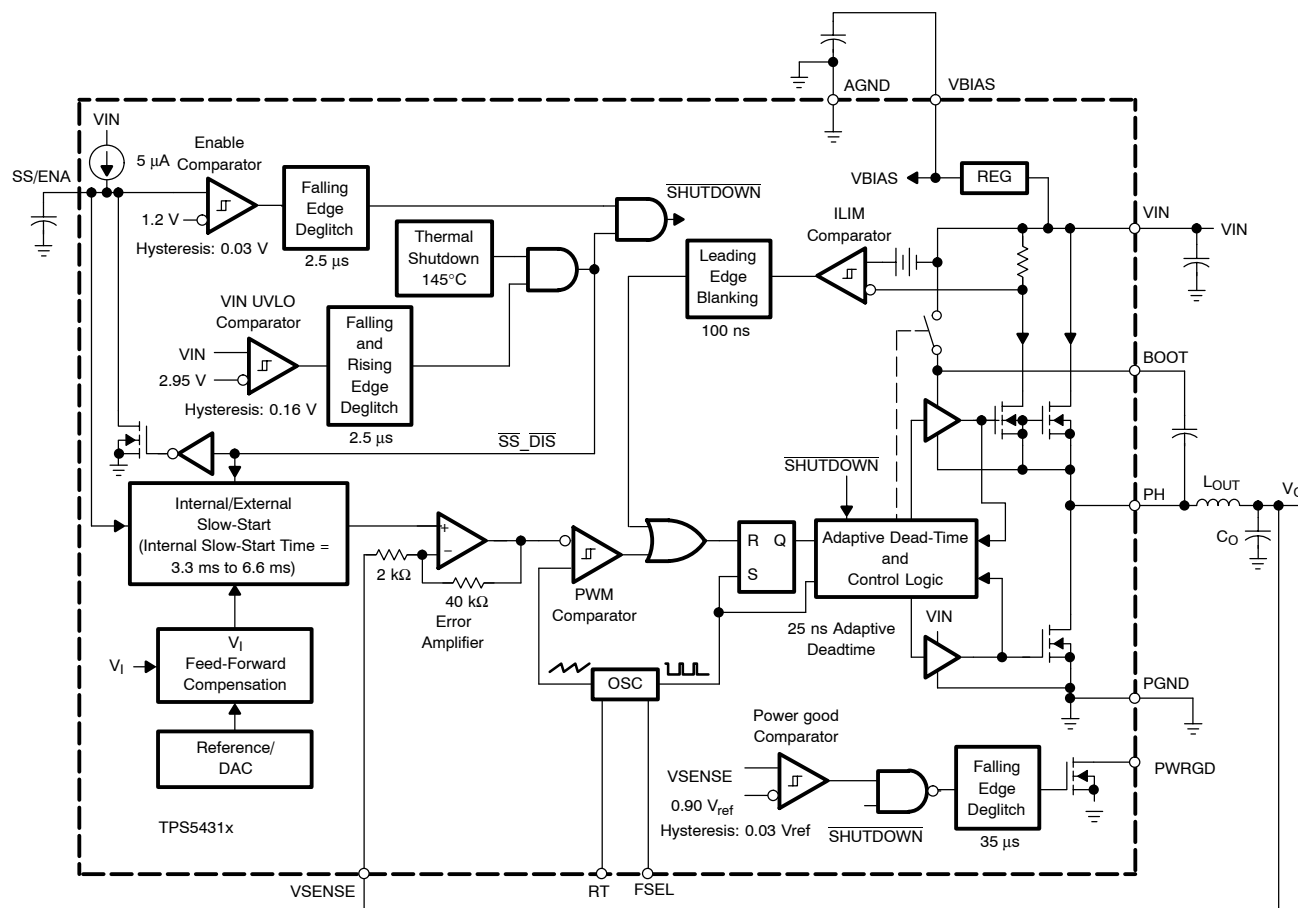 AGND
VBIAS
VIN
Enable
Comparator
5 μA
SS/ENA
1.2 V
Hysteresis: 0.03 V
Falling
Edge
Deglitch
2.5 μs
SHUTDOWN
Thermal
Shutdown
145°C
VBIAS
REG
ILIM
Comparator
VIN
VIN
Leading
Edge
Blanking
100 ns
VIN UVLO
Comparator
VIN
2.95 V
Hysteresis: 0.16 V
Falling
and
Rising
Edge
Deglitch
2.5 μs
BOOT
SS_DIS
SHUTDOWN
Internal/External
Slow-Start
(Internal Slow-Start Time =
3.3 ms to 6.6 ms)
+
−
2 kΩ
40 kΩ
Error
Amplifier
PWM
Comparator
R Q
S
Adaptive Dead-Time
and
Control Logic
25 ns Adaptive
Deadtime
VIN
PH
LOUT
VO
CO
VI
VI
Feed-Forward
Compensation
OSC
PGND
Reference/
DAC
Power good
Comparator
VSENSE
0.90 Vref
Hysteresis: 0.03 Vref
SHUTDOWN
Falling
Edge
Deglitch
35 μs
PWRGD
TPS5431x
VSENSE
RT
FSEL